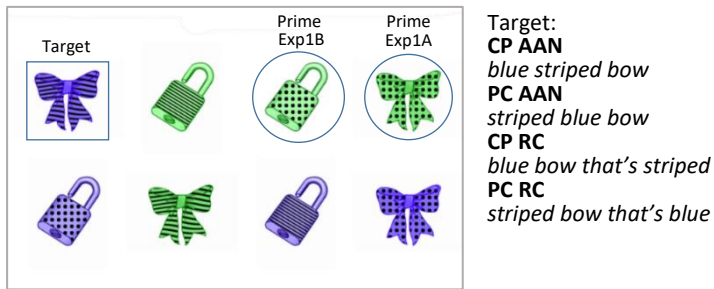 Target
Prime
Exp1B
Prime
Exp1A
Target:
CP AAN
blue striped bow
PC AAN
striped blue bow
CP RC
blue bow that's striped
PC RC
striped bow that's blue